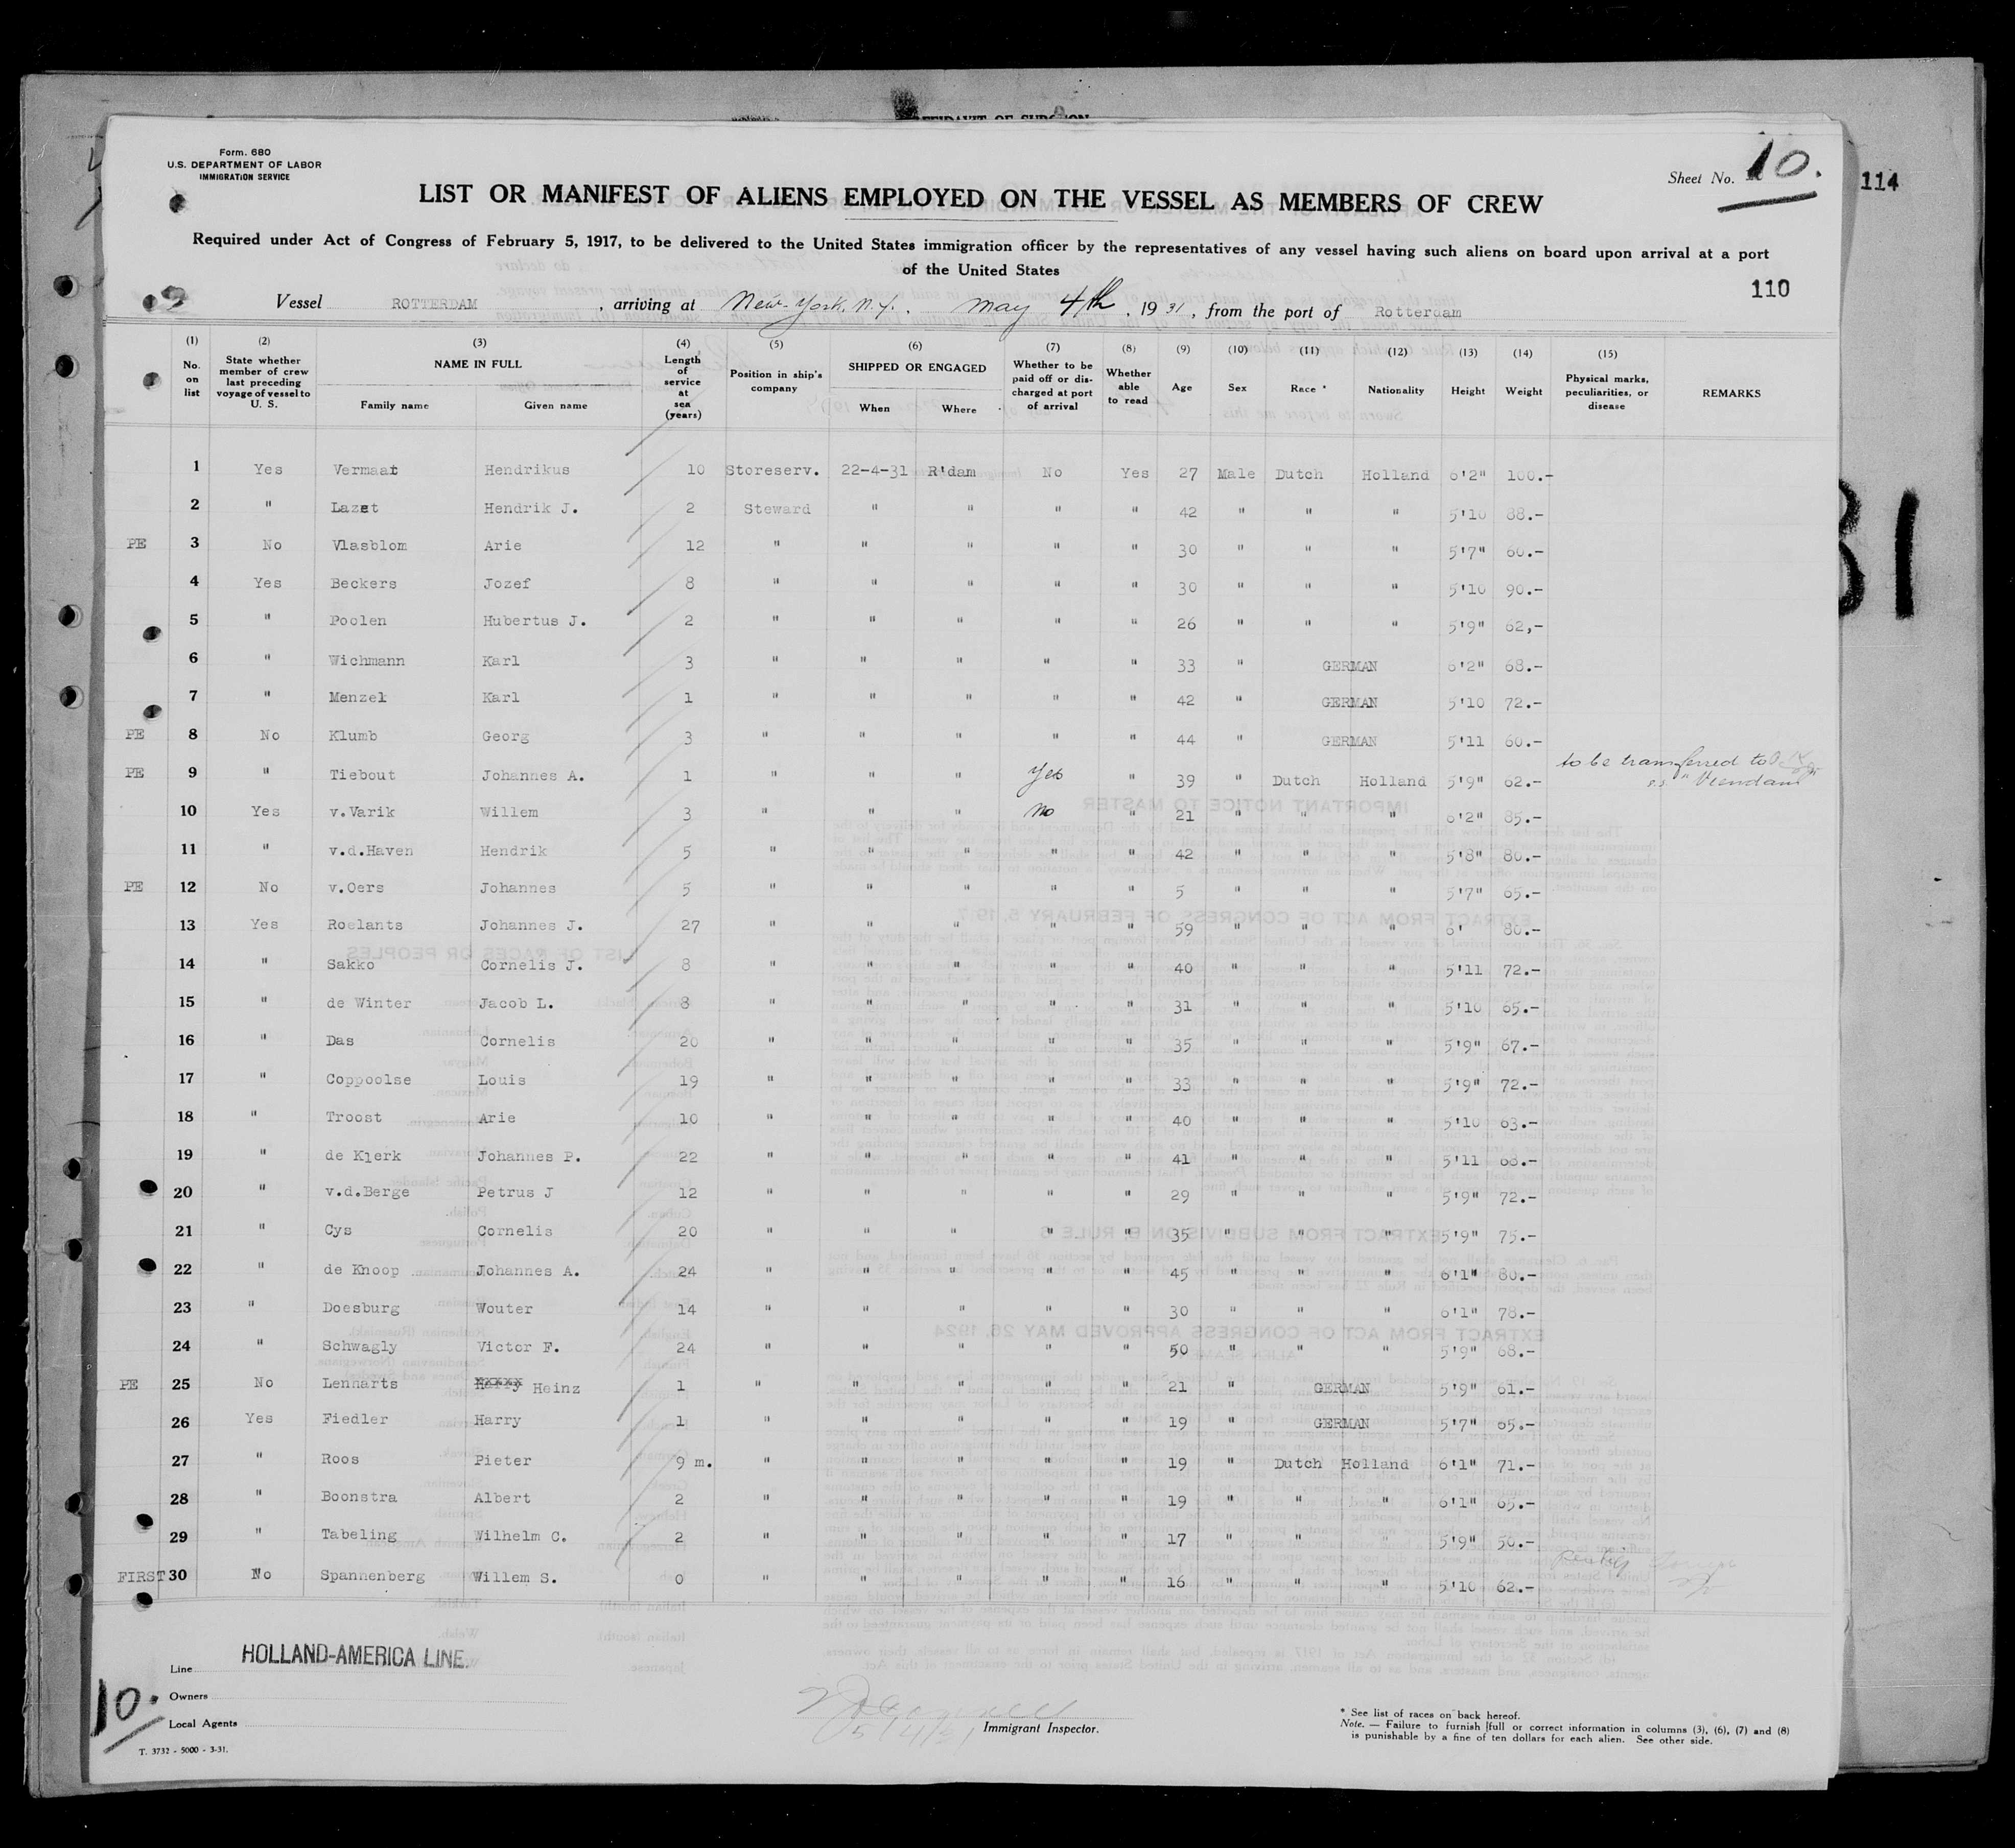 Form. 680
U.S. DEPARTMENT OF LABOR
IMMIGRATION SERVICE
Sheet No. 10.
114
LIST OR MANIFEST OF ALIENS EMPLOYED ON THE VESSEL AS MEMBERS OF CREW
Required under Act of Congress of February 5, 1917, to be delivered to the United States immigration officer by the representatives of any vessel having such aliens on board upon arrival at a port
of the United States
110
Vessel ROTTERDAM , arriving at New-York, N.Y. . May 4th , 19 31 , from the port of Rotterdam
(1) No. on list (2) State whether member of crew last preceding voyage of vessel to U. S. (3) NAME IN FULL Family name Given name (4) Length of service at sea (years) (5) Position in ship's company (6) SHIPPED OR ENGAGED When Where (7) Whether to be paid off or discharged at port of arrival (8) Whether able to read (9) Age (10) Sex (11) Race * (12) Nationality (13) Height (14) Weight (15) Physical marks, peculiarities, or disease REMARKS
1 Yes Vermaat Hendrikus 10 Storeserv. 22-4-31 R'dam No Yes 27 Male Dutch Holland 6'2" 100.-
2 " Lazet Hendrik J. 2 Steward " " " " 42 " " " 5'10 88.-
PE 3 No Vlasblom Arie 12 " " " " " 30 " " " 5'7" 60.-
4 Yes Beckers Jozef 8 " " " " " 30 " " " 5'10 90.-
5 " Poolen Hubertus J. 2 " " " " " 26 " " " 5'9" 62,-
6 " Wichmann Karl 3 " " " " " 33 " GERMAN 6'2" 68.-
7 " Menzel Karl 1 " " " " " 42 " GERMAN 5'10 72.-
PE 8 No Klumb Georg 3 " " " " " 44 " GERMAN 5'11 60.-
PE 9 " Tiebout Johannes A. 1 " " " Yes " 39 " Dutch Holland 5'9" 62.- to be transferred to s.s. "Veendam"
10 Yes v.Varik Willem 3 " " " No " 21 " " " 6'2" 85.-
11 " v.d.Haven Hendrik 5 " " " " " 42 " " " 5'8" 80.-
PE 12 No v.Oers Johannes 5 " " " " " 5 " " " 5'7" 65.-
13 Yes Roelants Johannes J. 27 " " " " " 59 " " " 6' 80.-
14 " Sakko Cornelis J. 8 " " " " " 40 " " " 5'11 72.-
15 " de Winter Jacob L. 8 " " " " " 31 " " " 5'10 65.-
16 " Das Cornelis 20 " " " " " 35 " " " 5'9" 67.-
17 " Coppoolse Louis 19 " " " " " 33 " " " 5'9" 72.-
18 " Troost Arie 10 " " " " " 40 " " " 5'10 63.-
19 " de Klerk Johannes P. 22 " " " " " 41 " " " 5'11 68.-
20 " v.d.Berge Petrus J 12 " " " " " 29 " " " 5'9" 72.-
21 " Cys Cornelis 20 " " " " " 35 " " " 5'9" 75.-
22 " de Knoop Johannes A. 24 " " " " " 45 " " " 6'1" 80.-
23 " Doesburg Wouter 14 " " " " " 30 " " " 6'1" 78.-
24 " Schwagly Victor F. 24 " " " " " 50 " " " 5'9" 68.-
PE 25 No Lennarts Harry Heinz 1 " " " " " 21 " GERMAN 5'9" 61.-
26 Yes Fiedler Harry 1 " " " " " 19 " GERMAN 5'7" 65.-
27 " Roos Pieter 9 m. " " " " " 19 " Dutch Holland 6'1" 71.-
28 " Boonstra Albert 2 " " " " " 19 " " " 6'1" 65.-
29 " Tabeling Wilhelm C. 2 " " " " " 17 " " " 5'9" 50.-
FIRST 30 No Spannenberg Willem S. 0 " " " " " 16 " " " 5'10 62.-
Line HOLLAND-AMERICA LINE.
Owners
10.
Local Agents
Immigrant Inspector.
5/4/31
T. 3732 - 5000 - 3-31.
* See list of races on back hereof.
Note. — Failure to furnish full or correct information in columns (3), (6), (7) and (8)
is punishable by a fine of ten dollars for each alien. See other side.